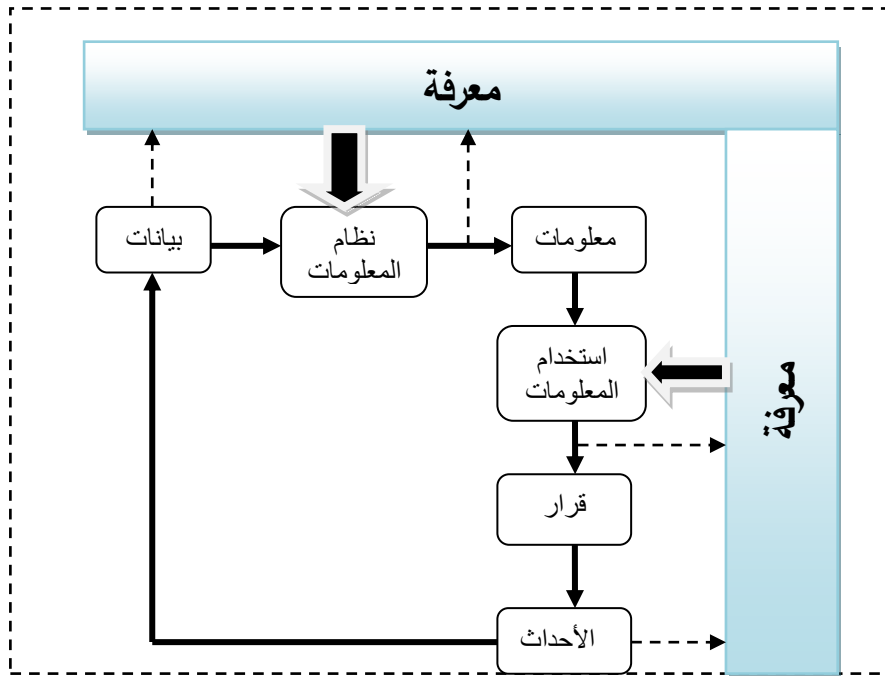 معرفة
بيانات
نظام
المعلومات
معلومات
استخدام
المعلومات
معرفة
قرار
الأحداث